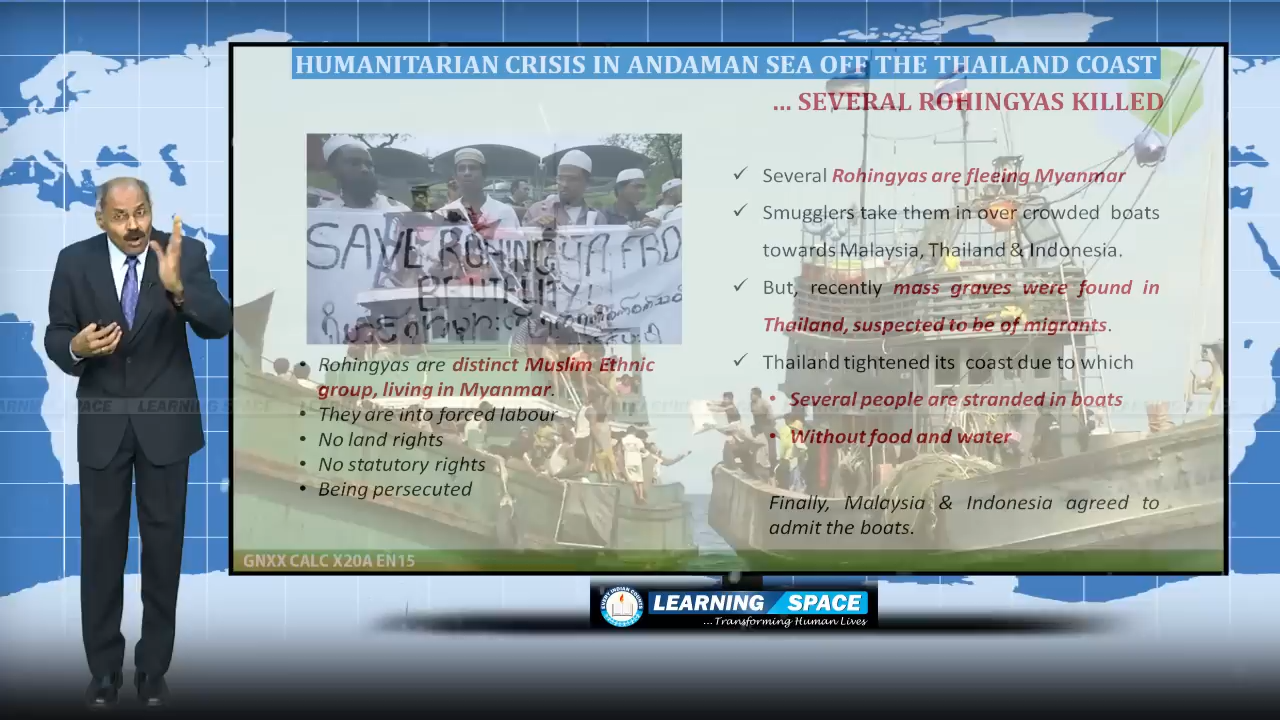 HUMANITARIAN CRISIS IN ANDAMAN SEA OFF THE THAILAND COAST
... SEVERAL ROHINGYAS KILLED
SAVE ROHINGYA FRO
BRUTALITY!
• Rohingyas are distinct Muslim Ethnic
group, living in Myanmar.
• They are into forced labour
• No land rights
• No statutory rights
• Being persecuted
✓ Several Rohingyas are fleeing Myanmar
✓ Smugglers take them in over crowded boats
towards Malaysia, Thailand & Indonesia.
✓ But, recently mass graves were found in
Thailand, suspected to be of migrants.
✓ Thailand tightened its coast due to which
• Several people are stranded in boats
• Without food and water
Finally, Malaysia & Indonesia agreed to
admit the boats.
LEARNING SPACE
GNXX CALC X20A EN15
LEARNING SPACE
...Transforming Human Lives